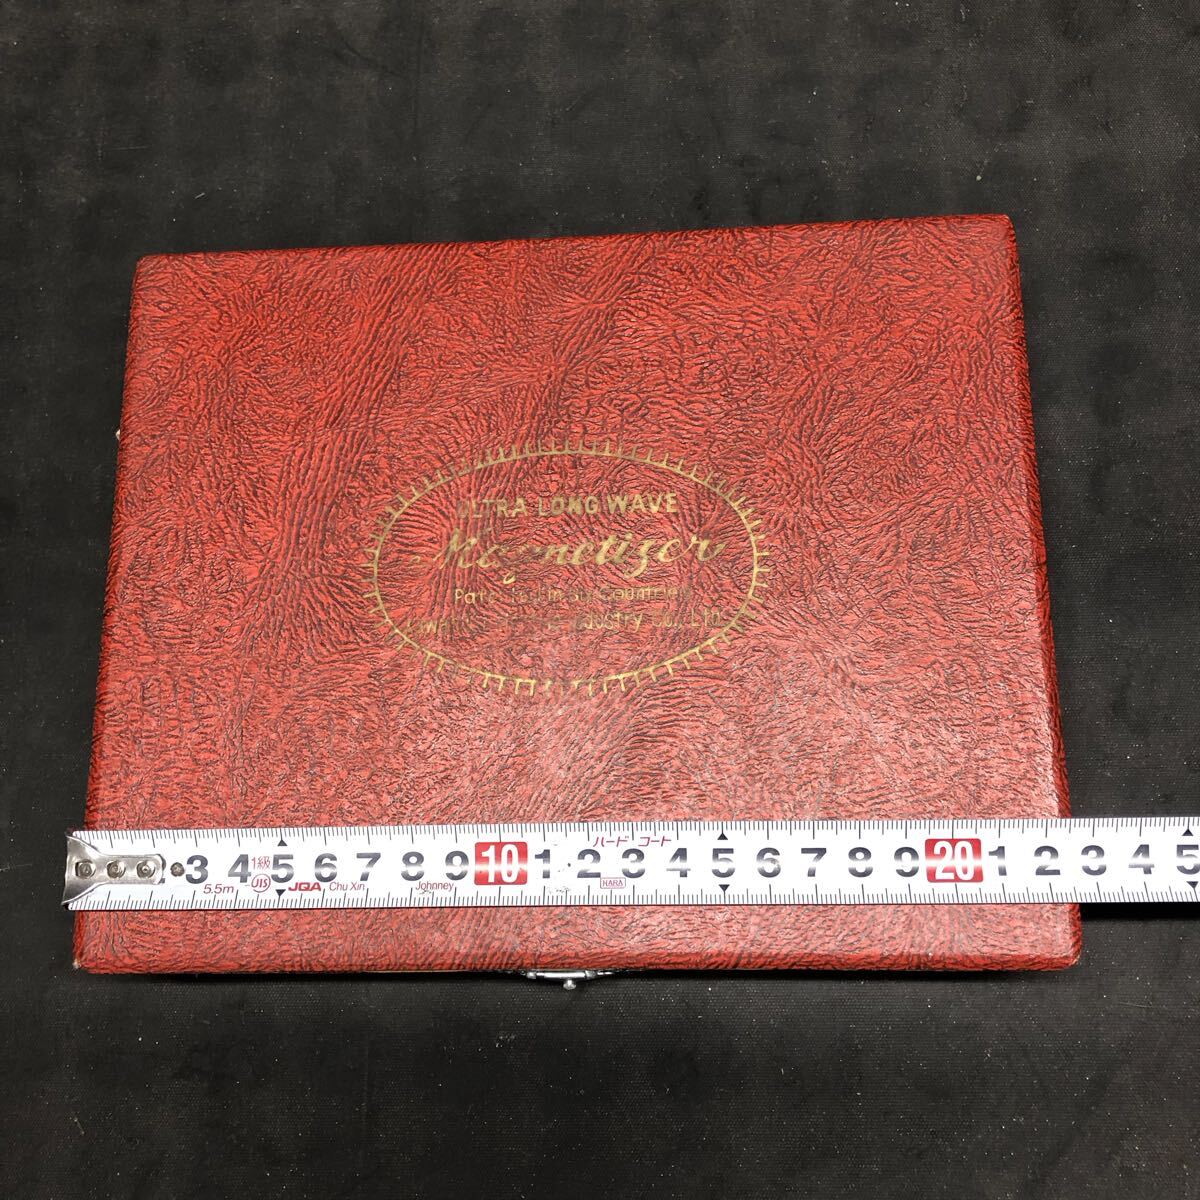 ULTRA LONG WAVE
Magnetizer
in 30 Countries
Industry Co., Ltd.
ハード コート
3 4 5 6 7 8 9 10 1 2 3 4 5 6 7 8 9 20 1 2 3 4 5
5.5m 1級 JIS JQA Chu Xin Johnney HARA